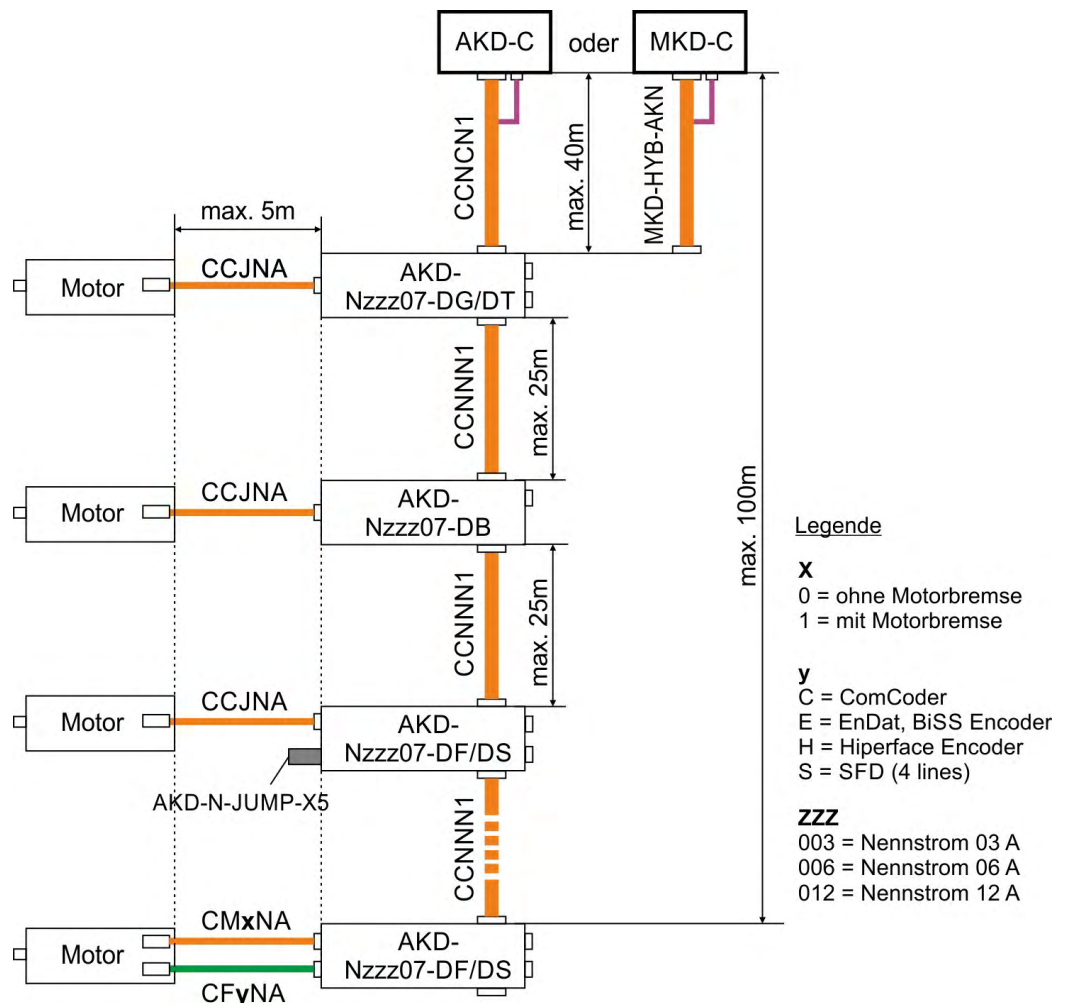 AKD-C oder MKD-C
CCNCN1
max. 40m
MKD-HYB-AKN
max. 5m
Motor
CCJNA
AKD-
Nzzz07-DG/DT
CCNNN1
max. 25m
Motor
CCJNA
AKD-
Nzzz07-DB
CCNNN1
max. 25m
max. 100m
Motor
CCJNA
AKD-
Nzzz07-DF/DS
AKD-N-JUMP-X5
CCNNN1
Motor
CMxNA
CFyNA
AKD-
Nzzz07-DF/DS
Legende
X
0 = ohne Motorbremse
1 = mit Motorbremse
y
C = ComCoder
E = EnDat, BiSS Encoder
H = Hiperface Encoder
S = SFD (4 lines)
ZZZ
003 = Nennstrom 03 A
006 = Nennstrom 06 A
012 = Nennstrom 12 A